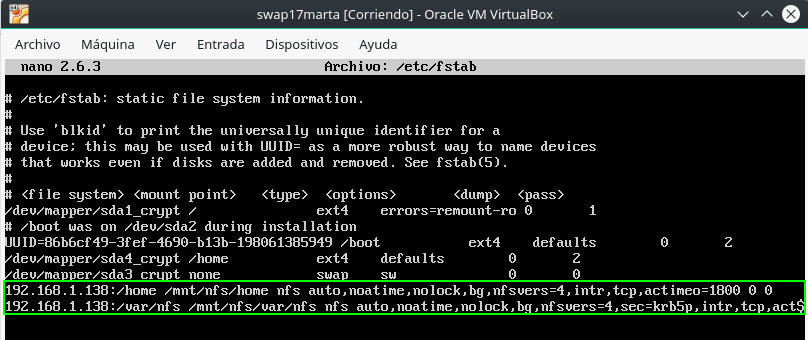 swap17marta [Corriendo] - Oracle VM VirtualBox
Archivo Máquina Ver Entrada Dispositivos Ayuda
nano 2.6.3 Archivo: /etc/fstab
# /etc/fstab: static file system information.
#
# Use 'blkid' to print the universally unique identifier for a
# device; this may be used with UUID= as a more robust way to name devices
# that works even if disks are added and removed. See fstab(5).
#
# <file system> <mount point>   <type>  <options>       <dump>  <pass>
/dev/mapper/sda1_crypt /               ext4    errors=remount-ro 0       1
# /boot was on /dev/sda2 during installation
UUID=86b6cf49-3fef-4690-b13b-198061385949 /boot           ext4    defaults        0       2
/dev/mapper/sda4_crypt /home           ext4    defaults        0       2
/dev/mapper/sda3_crypt none            swap    sw              0       0
192.168.1.138:/home /mnt/nfs/home nfs auto,noatime,nolock,bg,nfsvers=4,intr,tcp,actimeo=1800 0 0
192.168.1.138:/var/nfs /mnt/nfs/var/nfs nfs auto,noatime,nolock,bg,nfsvers=4,sec=krb5p,intr,tcp,act$